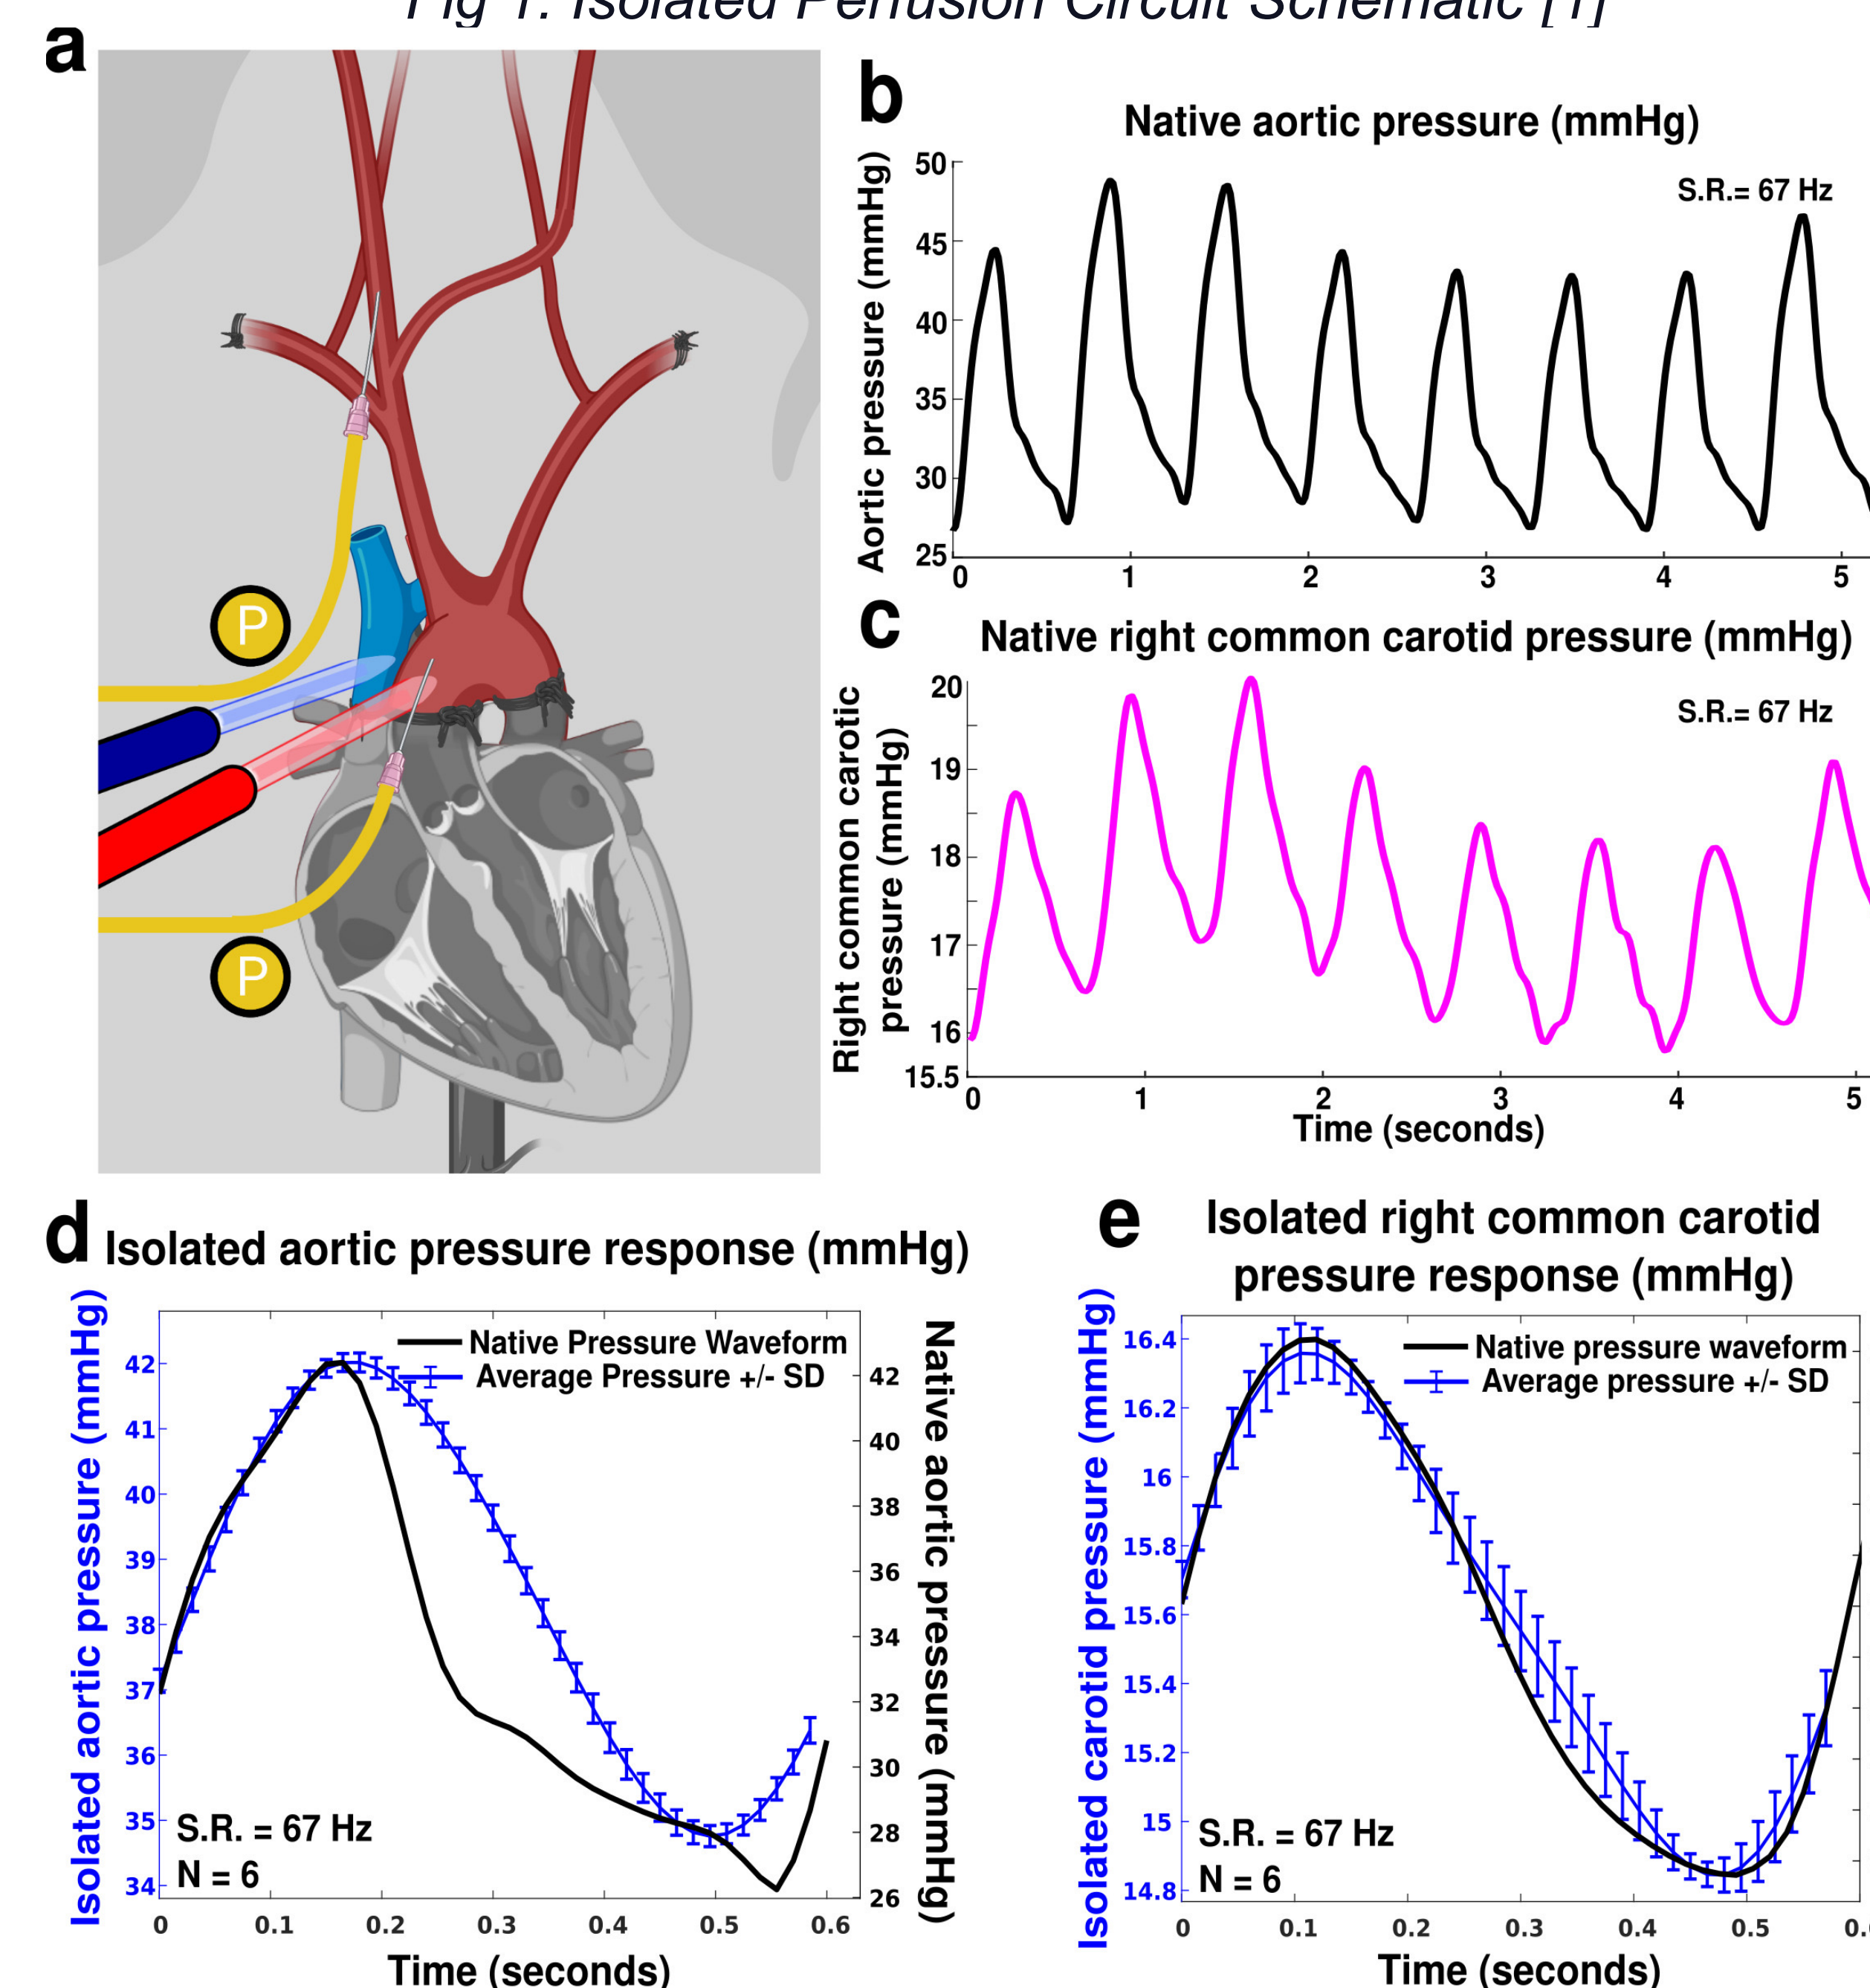 Fig 1. Isolated Perfusion Circuit Schematic [1]
a
P
P
b
Native aortic pressure (mmHg)
Aortic pressure (mmHg)
S.R.= 67 Hz
50
45
40
35
30
25
0 1 2 3 4 5
c
Native right common carotid pressure (mmHg)
Right common carotic
pressure (mmHg)
S.R.= 67 Hz
20
19
18
17
16
15.5
0 1 2 3 4 5
Time (seconds)
d
Isolated aortic pressure response (mmHg)
Isolated aortic pressure (mmHg)
Native Pressure Waveform
Average Pressure +/- SD
42
41
40
39
38
37
36
35
34
S.R. = 67 Hz
N = 6
42
40
38
36
34
32
30
28
26
Native aortic pressure (mmHg)
0 0.1 0.2 0.3 0.4 0.5 0.6
Time (seconds)
e
Isolated right common carotid
pressure response (mmHg)
Isolated carotid pressure (mmHg)
Native pressure waveform
Average pressure +/- SD
16.4
16.2
16
15.8
15.6
15.4
15.2
15
14.8
S.R. = 67 Hz
N = 6
0 0.1 0.2 0.3 0.4 0.5
Time (seconds)